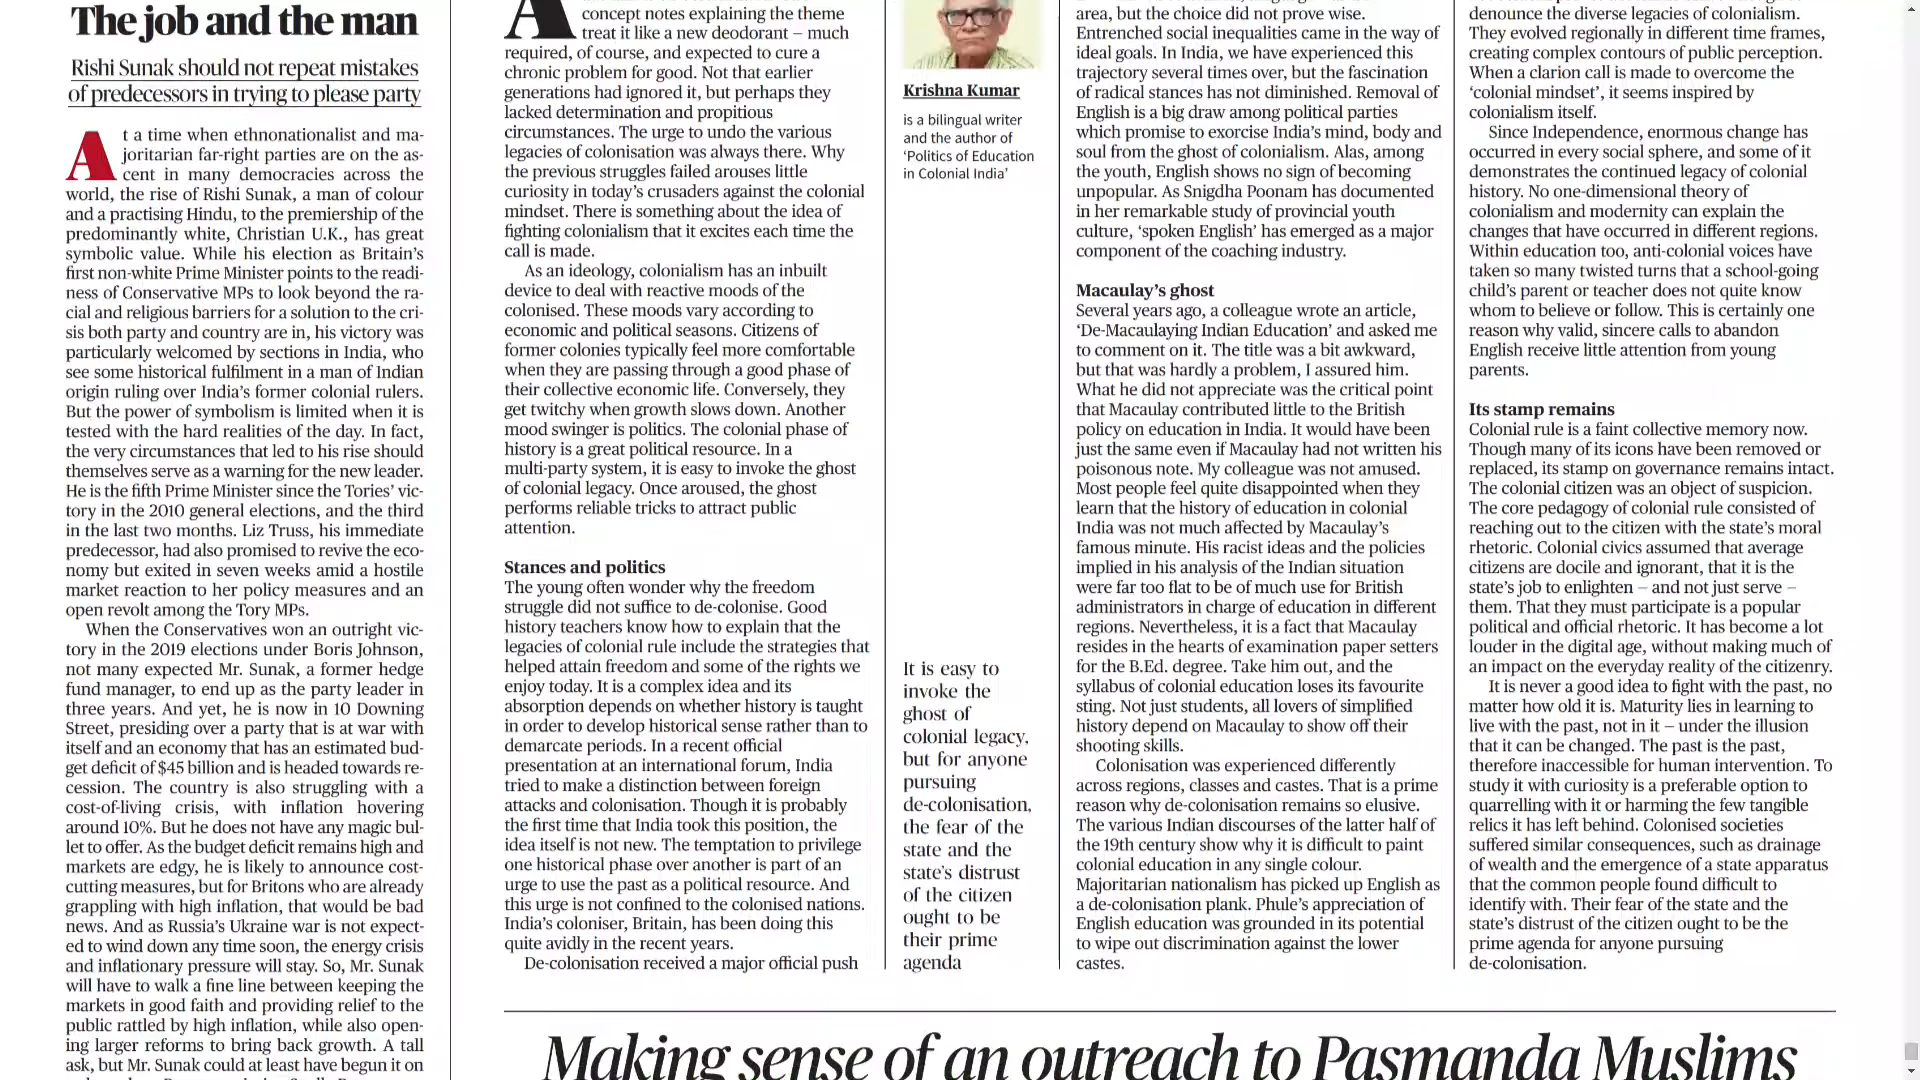 The job and the man
Rishi Sunak should not repeat mistakes
of predecessors in trying to please party
At a time when ethnonationalist and ma-
joritarian far-right parties are on the as-
cent in many democracies across the
world, the rise of Rishi Sunak, a man of colour
and a practising Hindu, to the premiership of the
predominantly white, Christian U.K., has great
symbolic value. While his election as Britain’s
first non-white Prime Minister points to the readi-
ness of Conservative MPs to look beyond the ra-
cial and religious barriers for a solution to the cri-
sis both party and country are in, his victory was
particularly welcomed by sections in India, who
see some historical fulfilment in a man of Indian
origin ruling over India’s former colonial rulers.
But the power of symbolism is limited when it is
tested with the hard realities of the day. In fact,
the very circumstances that led to his rise should
themselves serve as a warning for the new leader.
He is the fifth Prime Minister since the Tories’ vic-
tory in the 2010 general elections, and the third
in the last two months. Liz Truss, his immediate
predecessor, had also promised to revive the eco-
nomy but exited in seven weeks amid a hostile
market reaction to her policy measures and an
open revolt among the Tory MPs.
When the Conservatives won an outright vic-
tory in the 2019 elections under Boris Johnson,
not many expected Mr. Sunak, a former hedge
fund manager, to end up as the party leader in
three years. And yet, he is now in 10 Downing
Street, presiding over a party that is at war with
itself and an economy that has an estimated bud-
get deficit of $45 billion and is headed towards re-
cession. The country is also struggling with a
cost-of-living crisis, with inflation hovering
around 10%. But he does not have any magic bul-
let to offer. As the budget deficit remains high and
markets are edgy, he is likely to announce cost-
cutting measures, but for Britons who are already
grappling with high inflation, that would be bad
news. And as Russia’s Ukraine war is not expect-
ed to wind down any time soon, the energy crisis
and inflationary pressure will stay. So, Mr. Sunak
will have to walk a fine line between keeping the
markets in good faith and providing relief to the
public rattled by high inflation, while also open-
ing larger reforms to bring back growth. A tall
ask, but Mr. Sunak could at least have begun it on
A
concept notes explaining the theme
treat it like a new deodorant – much
required, of course, and expected to cure a
chronic problem for good. Not that earlier
generations had ignored it, but perhaps they
lacked determination and propitious
circumstances. The urge to undo the various
legacies of colonisation was always there. Why
the previous struggles failed arouses little
curiosity in today’s crusaders against the colonial
mindset. There is something about the idea of
fighting colonialism that it excites each time the
call is made.
As an ideology, colonialism has an inbuilt
device to deal with reactive moods of the
colonised. These moods vary according to
economic and political seasons. Citizens of
former colonies typically feel more comfortable
when they are passing through a good phase of
their collective economic life. Conversely, they
get twitchy when growth slows down. Another
mood swinger is politics. The colonial phase of
history is a great political resource. In a
multi-party system, it is easy to invoke the ghost
of colonial legacy. Once aroused, the ghost
performs reliable tricks to attract public
attention.
Stances and politics
The young often wonder why the freedom
struggle did not suffice to de-colonise. Good
history teachers know how to explain that the
legacies of colonial rule include the strategies that
helped attain freedom and some of the rights we
enjoy today. It is a complex idea and its
absorption depends on whether history is taught
in order to develop historical sense rather than to
demarcate periods. In a recent official
presentation at an international forum, India
tried to make a distinction between foreign
attacks and colonisation. Though it is probably
the first time that India took this position, the
idea itself is not new. The temptation to privilege
one historical phase over another is part of an
urge to use the past as a political resource. And
this urge is not confined to the colonised nations.
India’s coloniser, Britain, has been doing this
quite avidly in the recent years.
De-colonisation received a major official push
Krishna Kumar
is a bilingual writer
and the author of
‘Politics of Education
in Colonial India’
It is easy to
invoke the
ghost of
colonial legacy,
but for anyone
pursuing
de-colonisation,
the fear of the
state and the
state's distrust
of the citizen
ought to be
their prime
agenda
area, but the choice did not prove wise.
Entrenched social inequalities came in the way of
ideal goals. In India, we have experienced this
trajectory several times over, but the fascination
of radical stances has not diminished. Removal of
English is a big draw among political parties
which promise to exorcise India’s mind, body and
soul from the ghost of colonialism. Alas, among
the youth, English shows no sign of becoming
unpopular. As Snigdha Poonam has documented
in her remarkable study of provincial youth
culture, ‘spoken English’ has emerged as a major
component of the coaching industry.
Macaulay’s ghost
Several years ago, a colleague wrote an article,
‘De-Macaulaying Indian Education’ and asked me
to comment on it. The title was a bit awkward,
but that was hardly a problem, I assured him.
What he did not appreciate was the critical point
that Macaulay contributed little to the British
policy on education in India. It would have been
just the same even if Macaulay had not written his
poisonous note. My colleague was not amused.
Most people feel quite disappointed when they
learn that the history of education in colonial
India was not much affected by Macaulay’s
famous minute. His racist ideas and the policies
implied in his analysis of the Indian situation
were far too flat to be of much use for British
administrators in charge of education in different
regions. Nevertheless, it is a fact that Macaulay
resides in the hearts of examination paper setters
for the B.Ed. degree. Take him out, and the
syllabus of colonial education loses its favourite
sting. Not just students, all lovers of simplified
history depend on Macaulay to show off their
shooting skills.
Colonisation was experienced differently
across regions, classes and castes. That is a prime
reason why de-colonisation remains so elusive.
The various Indian discourses of the latter half of
the 19th century show why it is difficult to paint
colonial education in any single colour.
Majoritarian nationalism has picked up English as
a de-colonisation plank. Phule’s appreciation of
English education was grounded in its potential
to wipe out discrimination against the lower
castes.
denounce the diverse legacies of colonialism.
They evolved regionally in different time frames,
creating complex contours of public perception.
When a clarion call is made to overcome the
‘colonial mindset’, it seems inspired by
colonialism itself.
Since Independence, enormous change has
occurred in every social sphere, and some of it
demonstrates the continued legacy of colonial
history. No one-dimensional theory of
colonialism and modernity can explain the
changes that have occurred in different regions.
Within education too, anti-colonial voices have
taken so many twisted turns that a school-going
child’s parent or teacher does not quite know
whom to believe or follow. This is certainly one
reason why valid, sincere calls to abandon
English receive little attention from young
parents.
Its stamp remains
Colonial rule is a faint collective memory now.
Though many of its icons have been removed or
replaced, its stamp on governance remains intact.
The colonial citizen was an object of suspicion.
The core pedagogy of colonial rule consisted of
reaching out to the citizen with the state’s moral
rhetoric. Colonial civics assumed that average
citizens are docile and ignorant, that it is the
state’s job to enlighten – and not just serve –
them. That they must participate is a popular
political and official rhetoric. It has become a lot
louder in the digital age, without making much of
an impact on the everyday reality of the citizenry.
It is never a good idea to fight with the past, no
matter how old it is. Maturity lies in learning to
live with the past, not in it – under the illusion
that it can be changed. The past is the past,
therefore inaccessible for human intervention. To
study it with curiosity is a preferable option to
quarrelling with it or harming the few tangible
relics it has left behind. Colonised societies
suffered similar consequences, such as drainage
of wealth and the emergence of a state apparatus
that the common people found difficult to
identify with. Their fear of the state and the
state’s distrust of the citizen ought to be the
prime agenda for anyone pursuing
de-colonisation.
Making sense of an outreach to Pasmanda Muslims